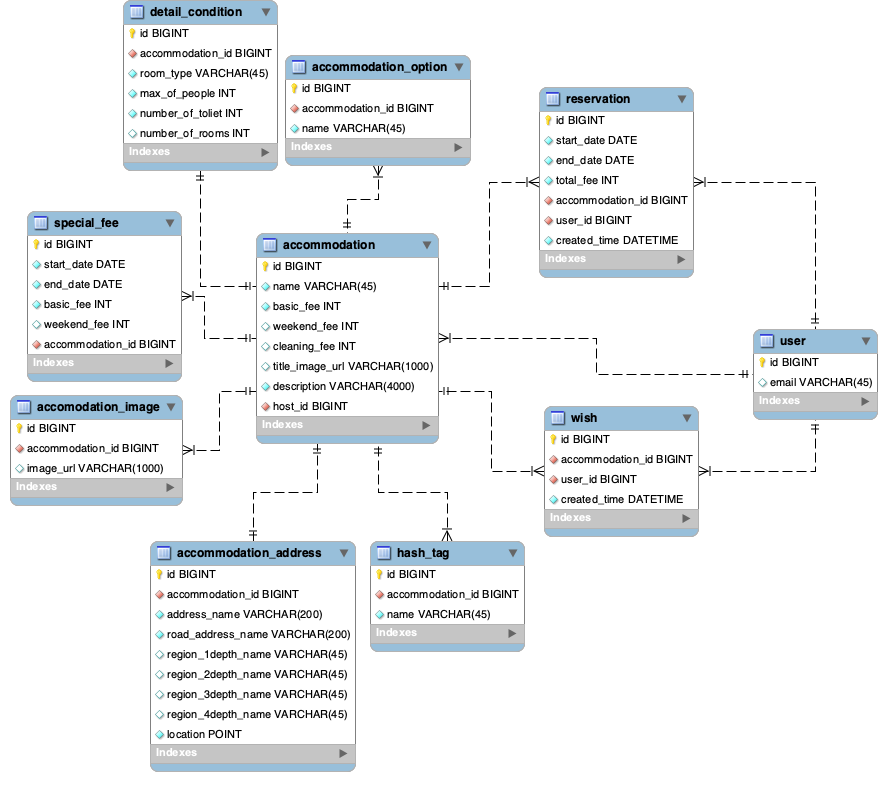 detail_condition
id BIGINT
accommodation_id BIGINT
room_type VARCHAR(45)
max_of_people INT
number_of_toliet INT
number_of_rooms INT
Indexes
accommodation_option
id BIGINT
accommodation_id BIGINT
name VARCHAR(45)
Indexes
reservation
id BIGINT
start_date DATE
end_date DATE
total_fee INT
accommodation_id BIGINT
user_id BIGINT
created_time DATETIME
Indexes
special_fee
id BIGINT
start_date DATE
end_date DATE
basic_fee INT
weekend_fee INT
accommodation_id BIGINT
Indexes
accommodation
id BIGINT
name VARCHAR(45)
basic_fee INT
weekend_fee INT
cleaning_fee INT
title_image_url VARCHAR(1000)
description VARCHAR(4000)
host_id BIGINT
Indexes
user
id BIGINT
email VARCHAR(45)
Indexes
accomodation_image
id BIGINT
accommodation_id BIGINT
image_url VARCHAR(1000)
Indexes
wish
id BIGINT
accommodation_id BIGINT
user_id BIGINT
created_time DATETIME
Indexes
accommodation_address
id BIGINT
accommodation_id BIGINT
address_name VARCHAR(200)
road_address_name VARCHAR(200)
region_1depth_name VARCHAR(45)
region_2depth_name VARCHAR(45)
region_3depth_name VARCHAR(45)
region_4depth_name VARCHAR(45)
location POINT
Indexes
hash_tag
id BIGINT
accommodation_id BIGINT
name VARCHAR(45)
Indexes